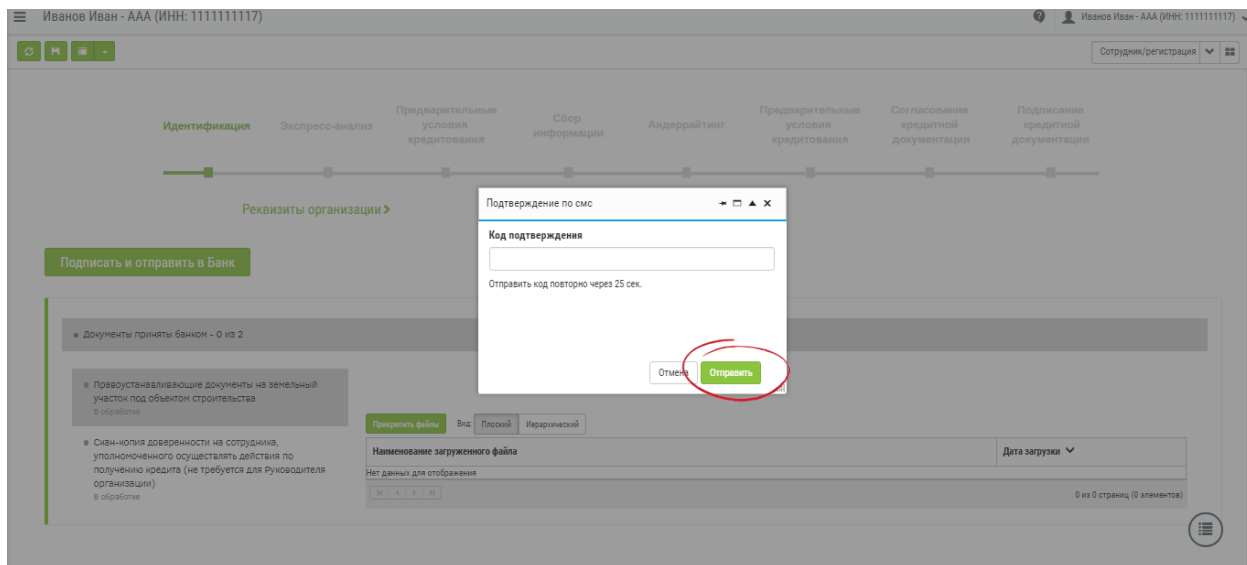 Иванов Иван - ААА (ИНН: 1111111117)
Иванов Иван - ААА (ИНН: 1111111117)
Сотрудник/регистрация
Идентификация
Экспресс-анализ
Предварительные
условия
кредитования
Сбор
информации
Андеррайтинг
Предварительные
условия
кредитования
Согласование
кредитной
документации
Подписание
кредитной
документации
Реквизиты организации
Подтверждение по смс
Код подтверждения
Отправить код повторно через 25 сек.
Отмена
Отправить
Подписать и отправить в Банк
Документы приняты банком - 0 из 2
Правоустанавливающие документы на земельный
участок под объектом строительства
В обработке
Скан-копия доверенности на сотрудника,
уполномоченного осуществлять действия по
получению кредита (не требуется для Руководителя
организации)
В обработке
Прикрепить файлы
Вид:
Плоский
Иерархический
Наименование загруженного файла
Дата загрузки
Нет данных для отображения
0 из 0 страниц (0 элементов)